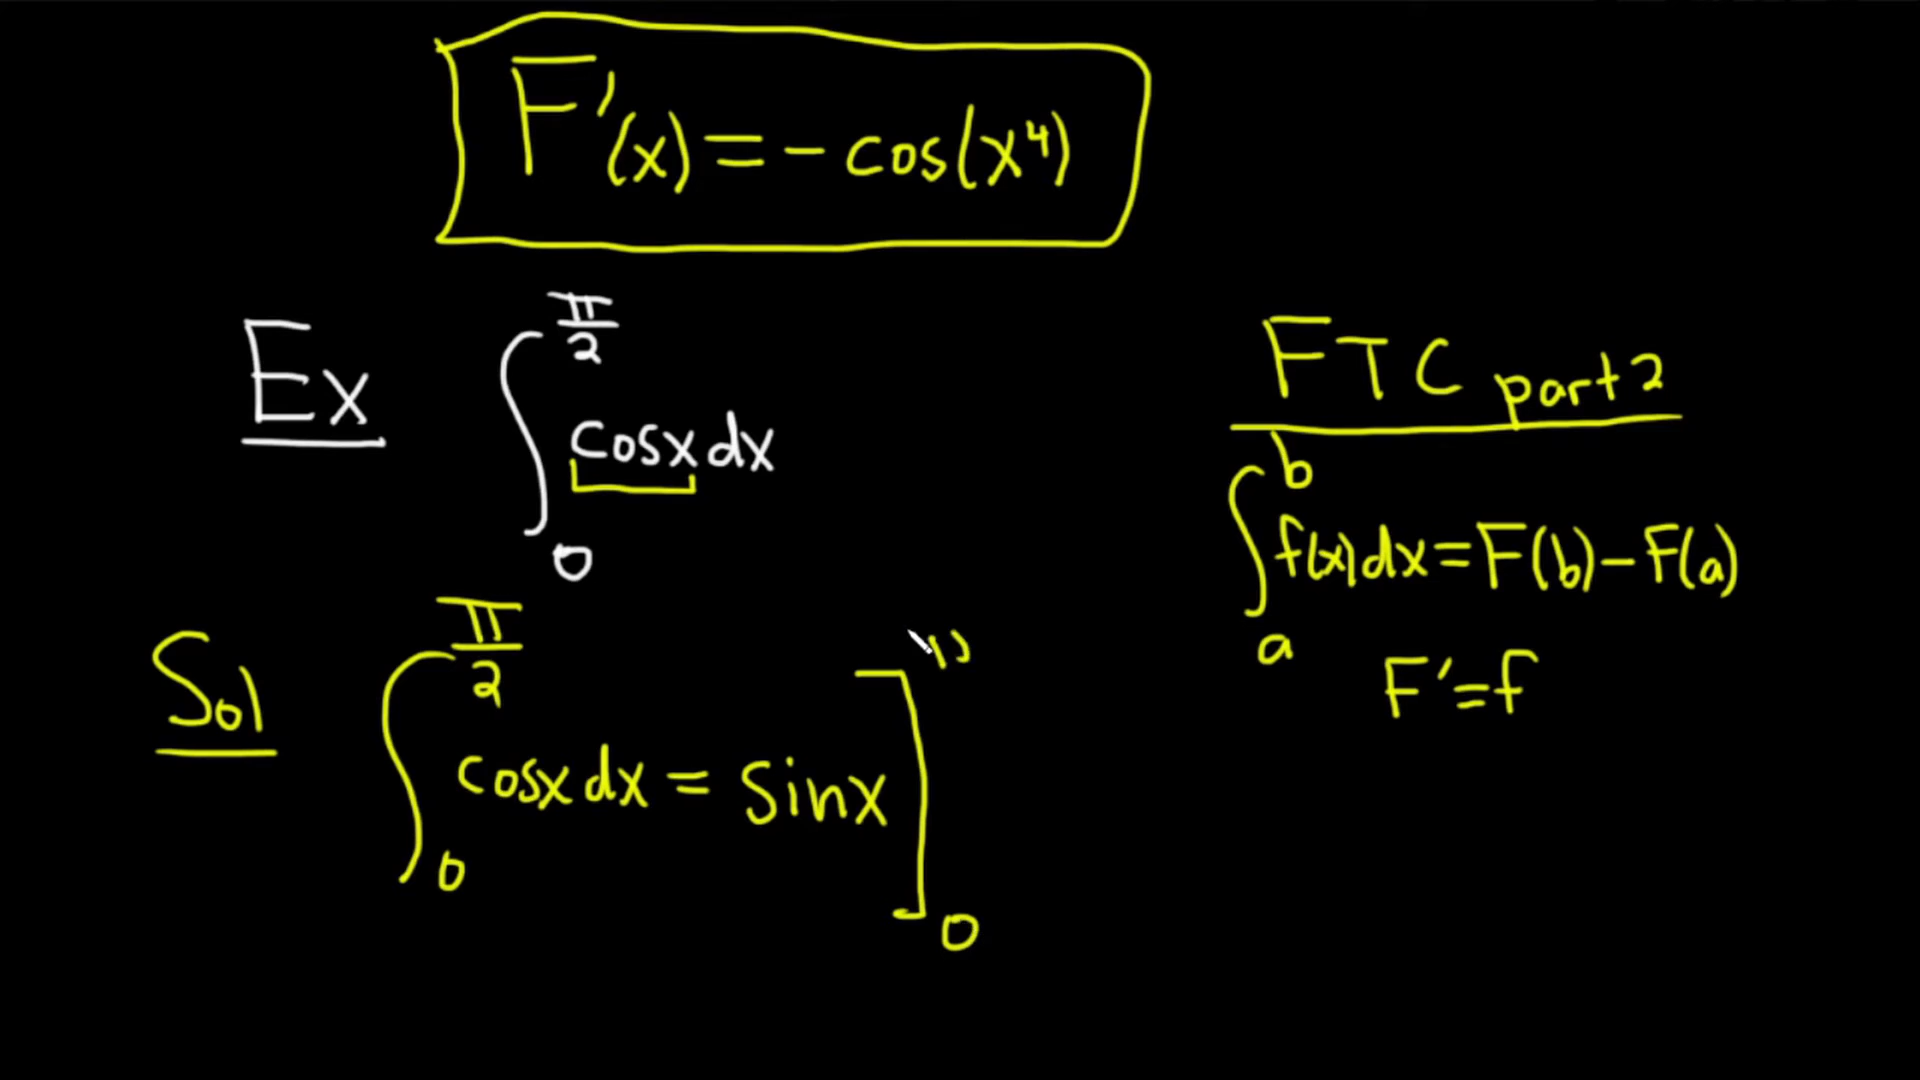 F'(x) = - cos(x⁴)
Ex ∫₀^(π/2) cosx dx
FTC part 2
∫ₐᵇ f(x)dx = F(b) - F(a)
F' = f
Sol ∫₀^(π/2) cosx dx = sinx]₀